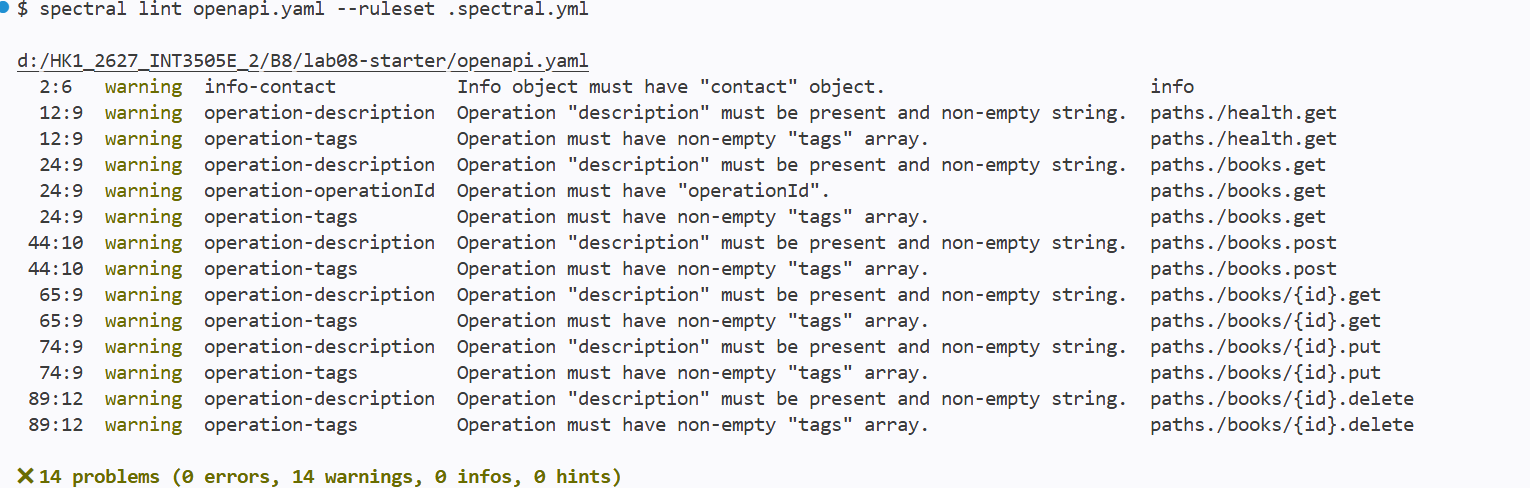 $ spectral lint openapi.yaml --ruleset .spectral.yml
d:/HK1_2627_INT3505E_2/B8/lab08-starter/openapi.yaml
2:6 warning info-contact Info object must have "contact" object. info
12:9 warning operation-description Operation "description" must be present and non-empty string. paths./health.get
12:9 warning operation-tags Operation must have non-empty "tags" array. paths./health.get
24:9 warning operation-description Operation "description" must be present and non-empty string. paths./books.get
24:9 warning operation-operationId Operation must have "operationId". paths./books.get
24:9 warning operation-tags Operation must have non-empty "tags" array. paths./books.get
44:10 warning operation-description Operation "description" must be present and non-empty string. paths./books.post
44:10 warning operation-tags Operation must have non-empty "tags" array. paths./books.post
65:9 warning operation-description Operation "description" must be present and non-empty string. paths./books/{id}.get
65:9 warning operation-tags Operation must have non-empty "tags" array. paths./books/{id}.get
74:9 warning operation-description Operation "description" must be present and non-empty string. paths./books/{id}.put
74:9 warning operation-tags Operation must have non-empty "tags" array. paths./books/{id}.put
89:12 warning operation-description Operation "description" must be present and non-empty string. paths./books/{id}.delete
89:12 warning operation-tags Operation must have non-empty "tags" array. paths./books/{id}.delete
✖ 14 problems (0 errors, 14 warnings, 0 infos, 0 hints)